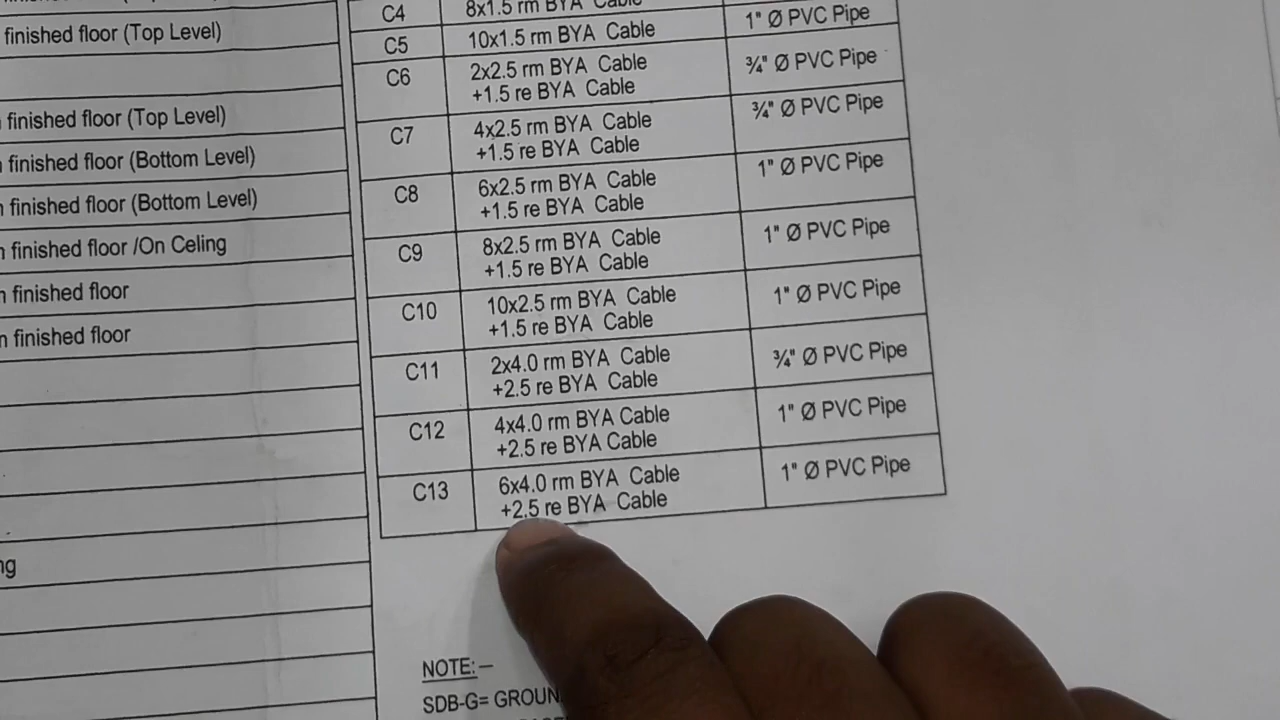 finished floor (Top Level)
finished floor (Top Level)
finished floor (Bottom Level)
finished floor (Bottom Level)
finished floor /On Celing
finished floor
finished floor
ng
C4 8x1.5 rm BYA Cable
C5 10x1.5 rm BYA Cable 1" Ø PVC Pipe
C6 2x2.5 rm BYA Cable ¾" Ø PVC Pipe
+1.5 re BYA Cable
C7 4x2.5 rm BYA Cable ¾" Ø PVC Pipe
+1.5 re BYA Cable
C8 6x2.5 rm BYA Cable 1" Ø PVC Pipe
+1.5 re BYA Cable
C9 8x2.5 rm BYA Cable 1" Ø PVC Pipe
+1.5 re BYA Cable
C10 10x2.5 rm BYA Cable 1" Ø PVC Pipe
+1.5 re BYA Cable
C11 2x4.0 rm BYA Cable ¾" Ø PVC Pipe
+2.5 re BYA Cable
C12 4x4.0 rm BYA Cable 1" Ø PVC Pipe
+2.5 re BYA Cable
C13 6x4.0 rm BYA Cable 1" Ø PVC Pipe
+2.5 re BYA Cable
NOTE:–
SDB-G= GROUN